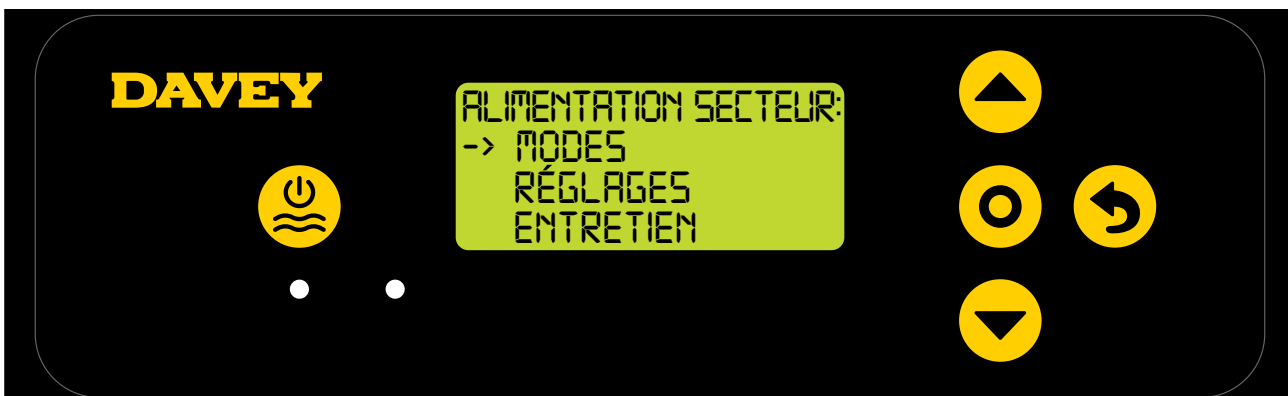 DAVEY
ALIMENTATION SECTEUR:
-> MODES
RÉGLAGES
ENTRETIEN